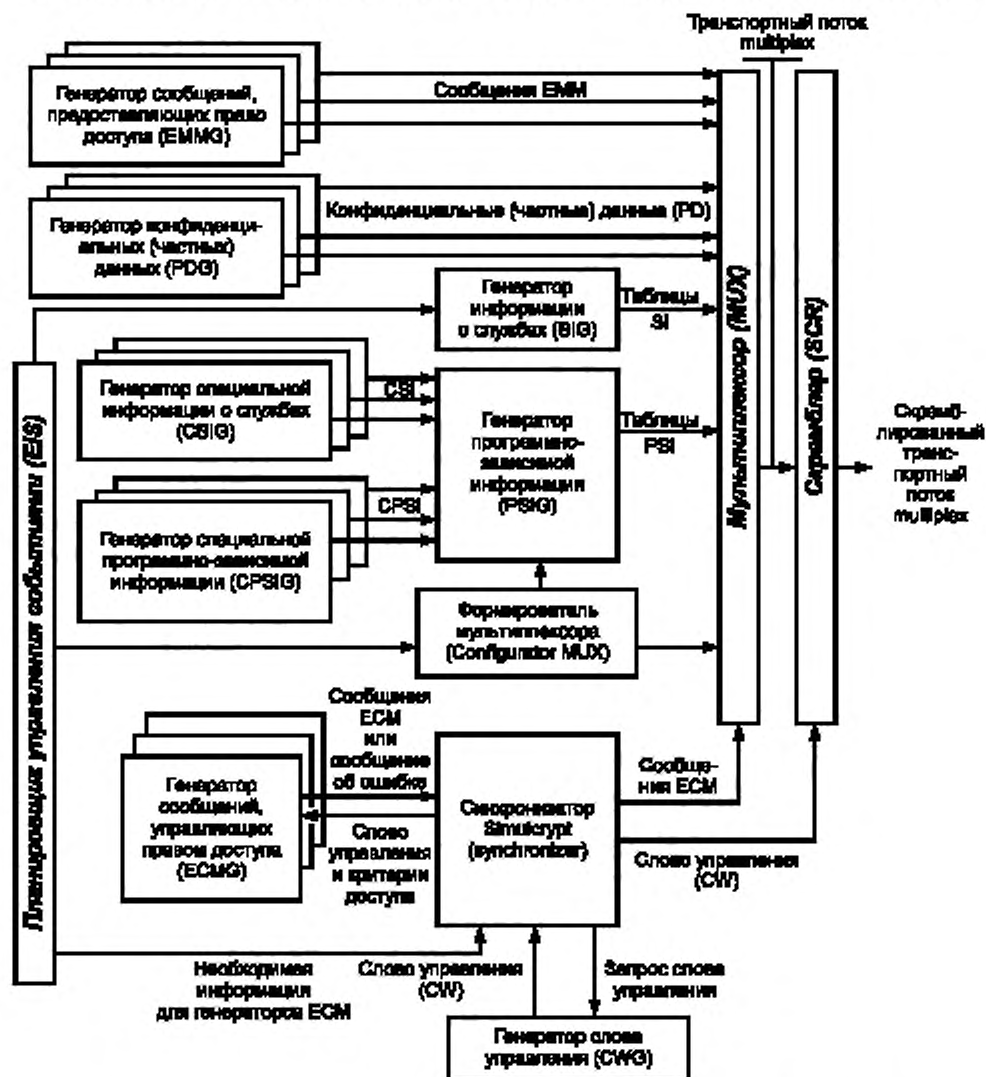 Транспортный поток
multiplex
Генератор сообщений,
предоставляющих право
доступа (EMMG)
Сообщения EMM
Генератор конфиденци-
альных (частных)
данных (PDG)
Конфиденциальные (частные) данные (PD)
Генератор
информации
о службах (SIG)
Таблицы
SI
Генератор специальной
информации о службах
(CSIG)
CSI
Генератор
программно-
зависимой
информации
(PSIG)
Таблицы
PSI
Генератор специальной
программно-зависимой
информации (CPSIG)
CPSI
Формирователь
мультиплексора
(Configurator MUX)
Мультиплексор (MUX)
Скремблер (SCR)
Скремб-
лированный
транс-
портный
поток
multiplex
Планировщик управления событиями (EIS)
Генератор
сообщений,
управляющих
правом доступа
(ECMG)
Сообщения
ECM
или
сообщение
об ошибке
Слово
управления
и критерии
доступа
Синхронизатор
Simulcrypt
(synchronizer)
Сообще-
ния ECM
Слово управления
(CW)
Необходимая
информация
для генераторов ECM
Слово управления
(CW)
Запрос слова
управления
Генератор слова
управления (CWG)